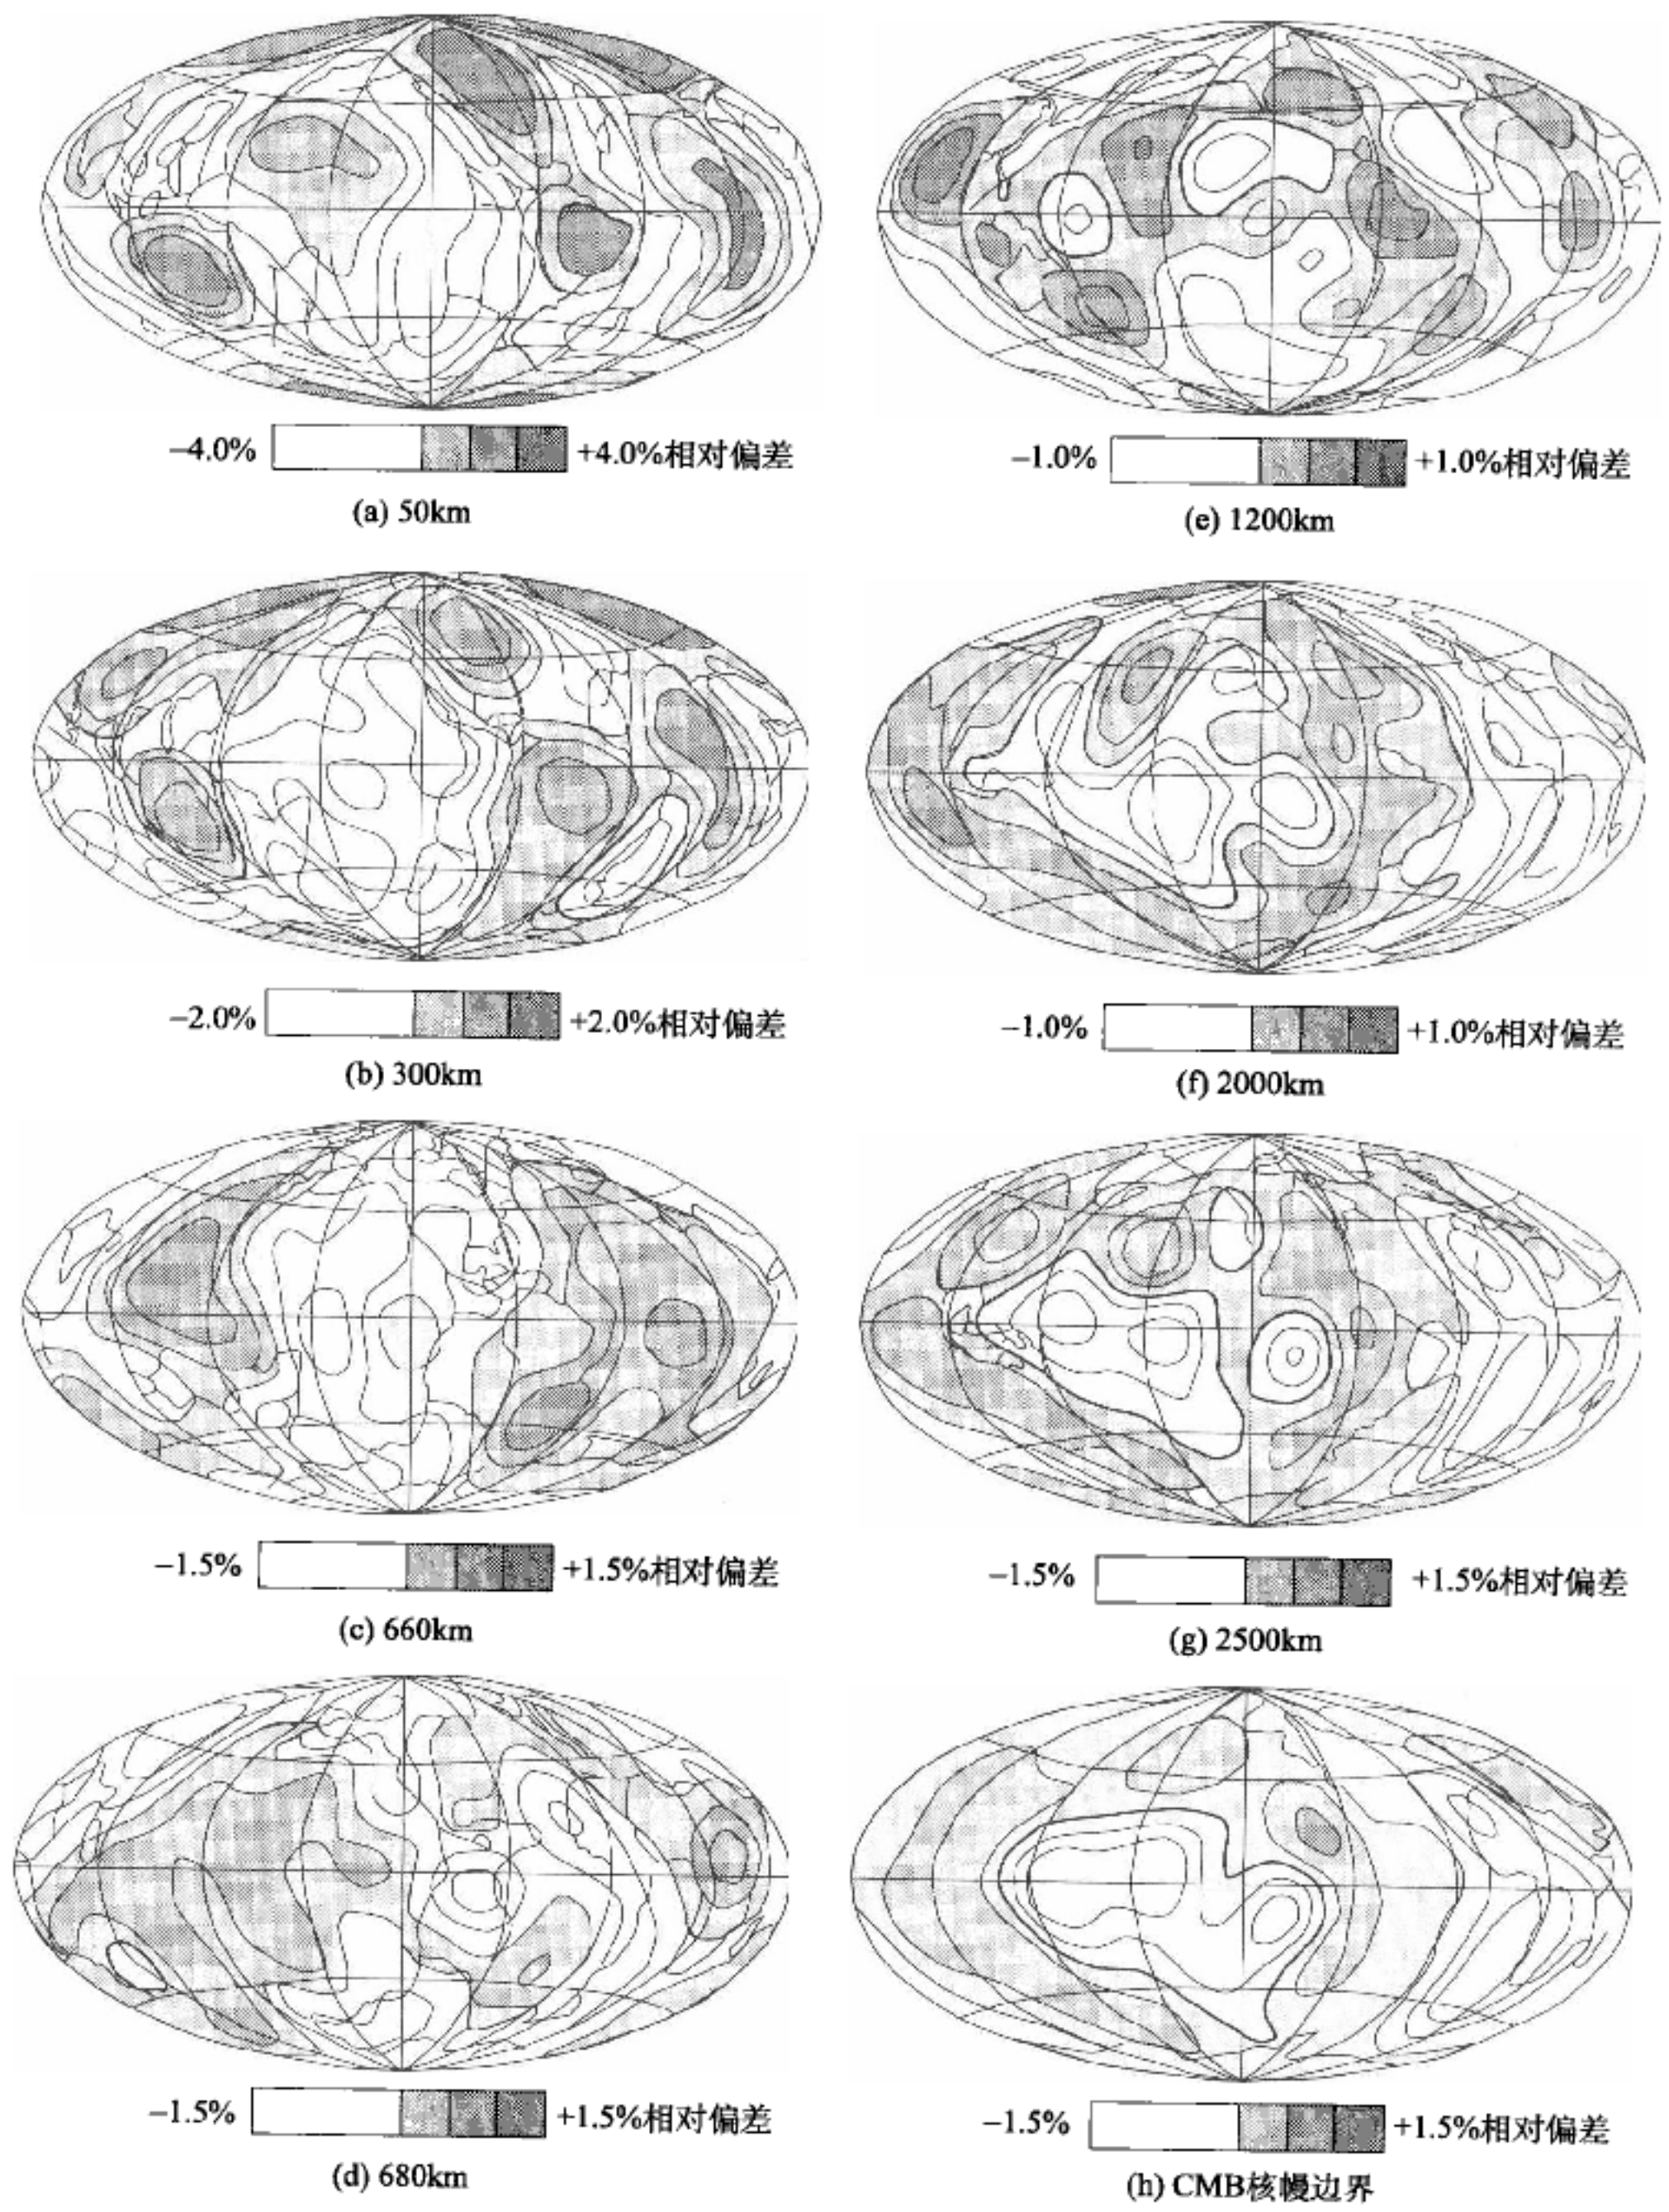 −4.0% +4.0%相对偏差
(a) 50km
−1.0% +1.0%相对偏差
(e) 1200km
−2.0% +2.0%相对偏差
(b) 300km
−1.0% +1.0%相对偏差
(f) 2000km
−1.5% +1.5%相对偏差
(c) 660km
−1.5% +1.5%相对偏差
(g) 2500km
−1.5% +1.5%相对偏差
(d) 680km
−1.5% +1.5%相对偏差
(h) CMB核幔边界